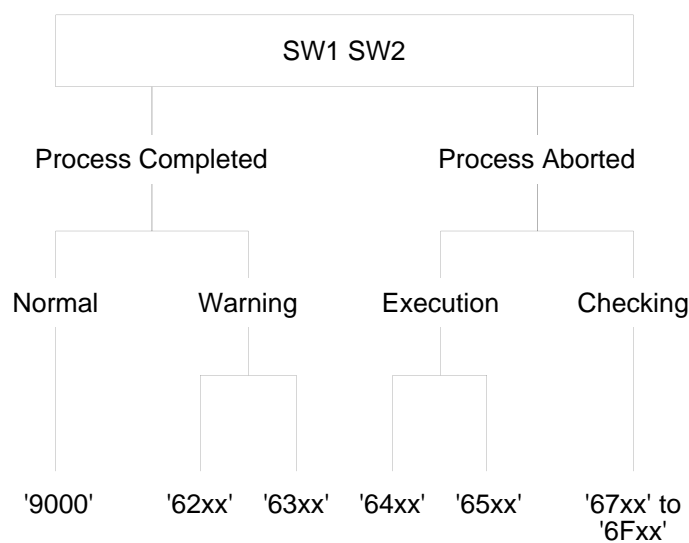 SW1 SW2
Process Completed
Process Aborted
Normal
Warning
Execution
Checking
'9000'
'62xx'
'63xx'
'64xx'
'65xx'
'67xx' to
'6Fxx'